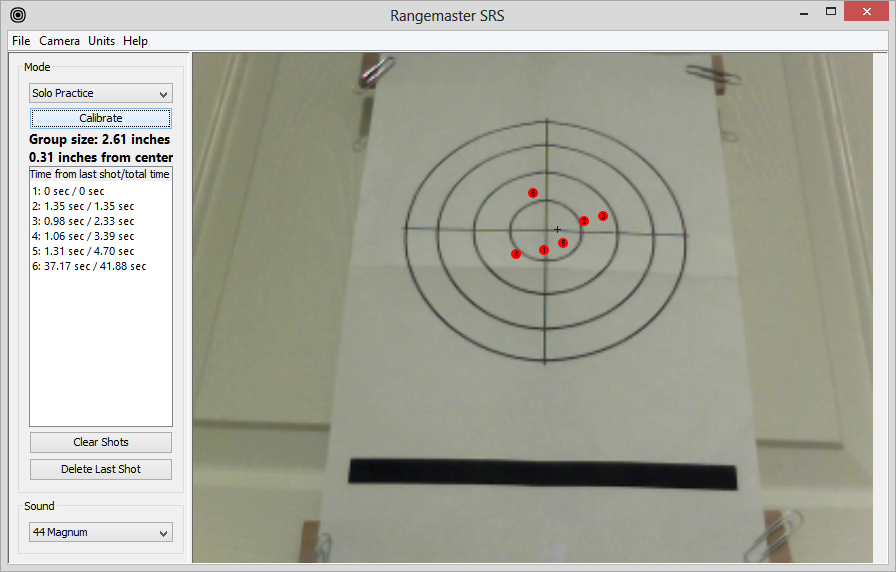 Rangemaster SRS
File Camera Units Help
Mode
Solo Practice
Calibrate
Group size: 2.61 inches
0.31 inches from center
Time from last shot/total time
1: 0 sec / 0 sec
2: 1.35 sec / 1.35 sec
3: 0.98 sec / 2.33 sec
4: 1.06 sec / 3.39 sec
5: 1.31 sec / 4.70 sec
6: 37.17 sec / 41.88 sec
Clear Shots
Delete Last Shot
Sound
44 Magnum
2
3
1
4